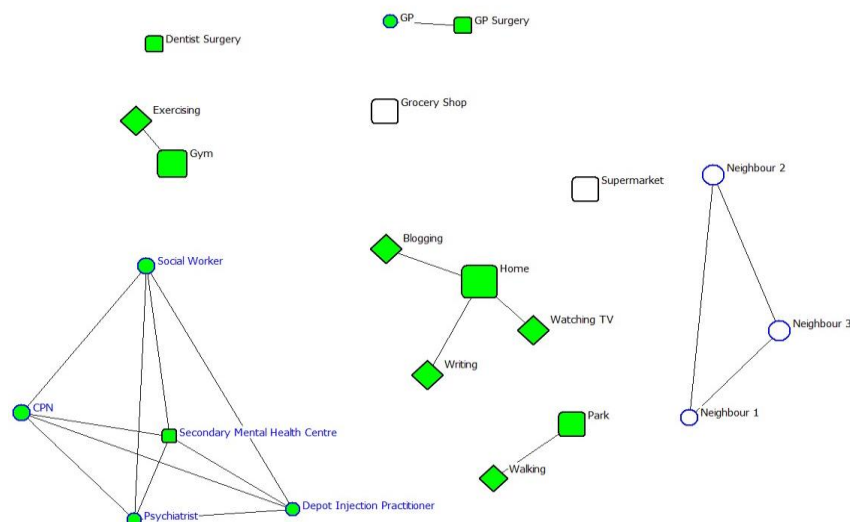 GP
GP Surgery
Dentist Surgery
Exercising
Grocery Shop
Gym
Neighbour 2
Supermarket
Blogging
Social Worker
Home
Watching TV
Neighbour 3
Writing
CPN
Park
Neighbour 1
Secondary Mental Health Centre
Walking
Depot Injection Practitioner
Psychiatrist